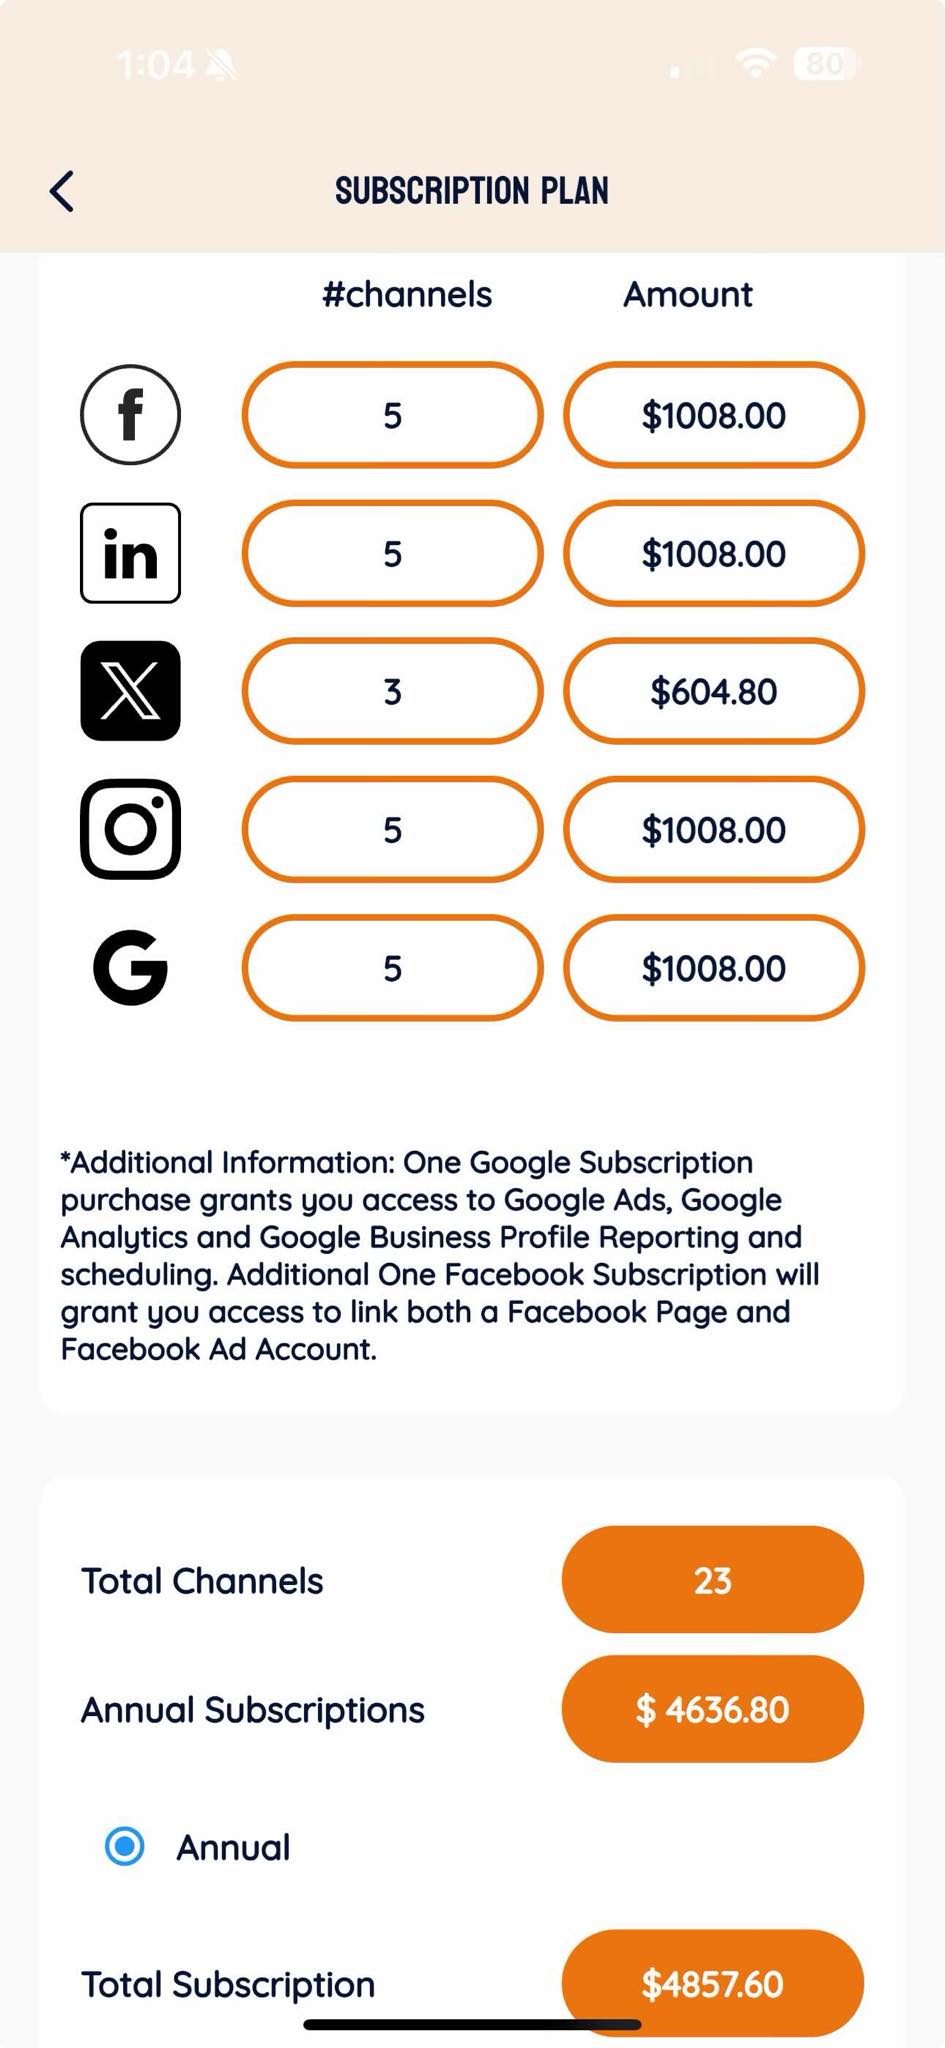 1:04
80
SUBSCRIPTION PLAN
#channels Amount
f 5 $1008.00
in 5 $1008.00
X 3 $604.80
5 $1008.00
G 5 $1008.00
*Additional Information: One Google Subscription
purchase grants you access to Google Ads, Google
Analytics and Google Business Profile Reporting and
scheduling. Additional One Facebook Subscription will
grant you access to link both a Facebook Page and
Facebook Ad Account.
Total Channels 23
Annual Subscriptions $ 4636.80
Annual
Total Subscription $4857.60